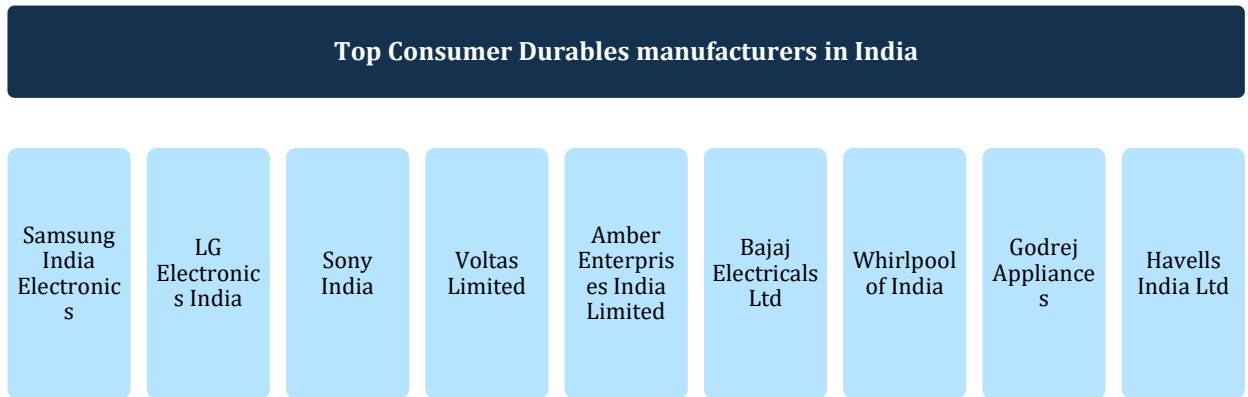 Top Consumer Durables manufacturers in India
Samsung
India
Electronic
s
LG
Electronic
s India
Sony
India
Voltas
Limited
Amber
Enterpris
es India
Limited
Bajaj
Electricals
Ltd
Whirlpool
of India
Godrej
Appliance
s
Havells
India Ltd